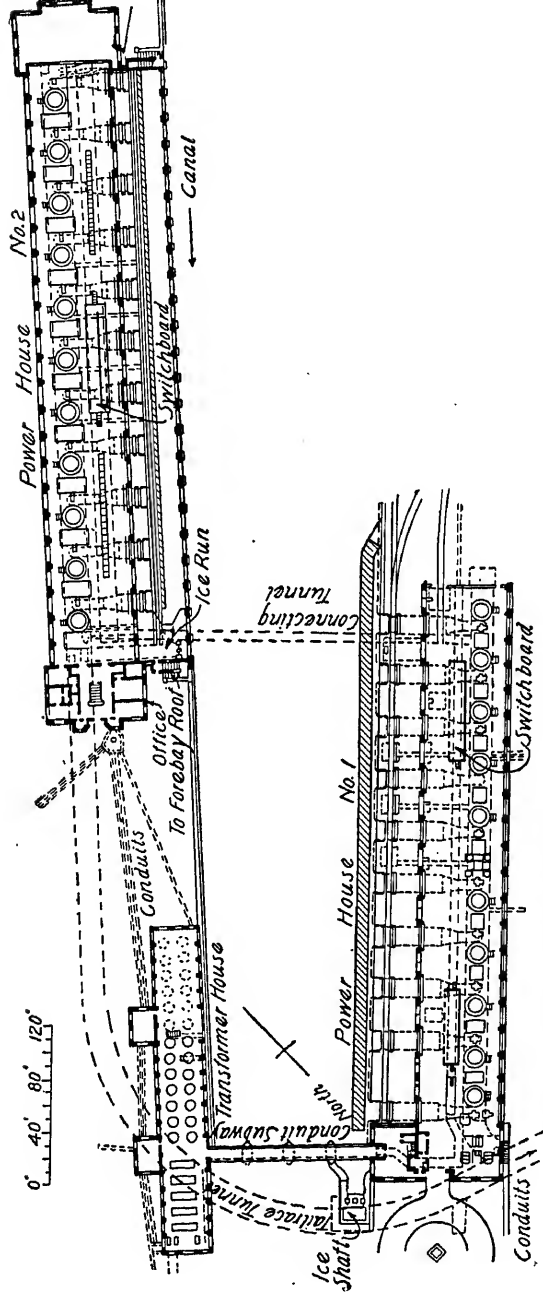 0'
40'
80'
120'
Power House No.2
Switchboard
Canal
Ice Run
Office
To Forebay Roof
Conduits
Transformer House
Connecting
Tunnel
North
Conduit Subway
Tailrace Tunnel
Ice
Shaft
Power House No.1
Switchboard
Conduits